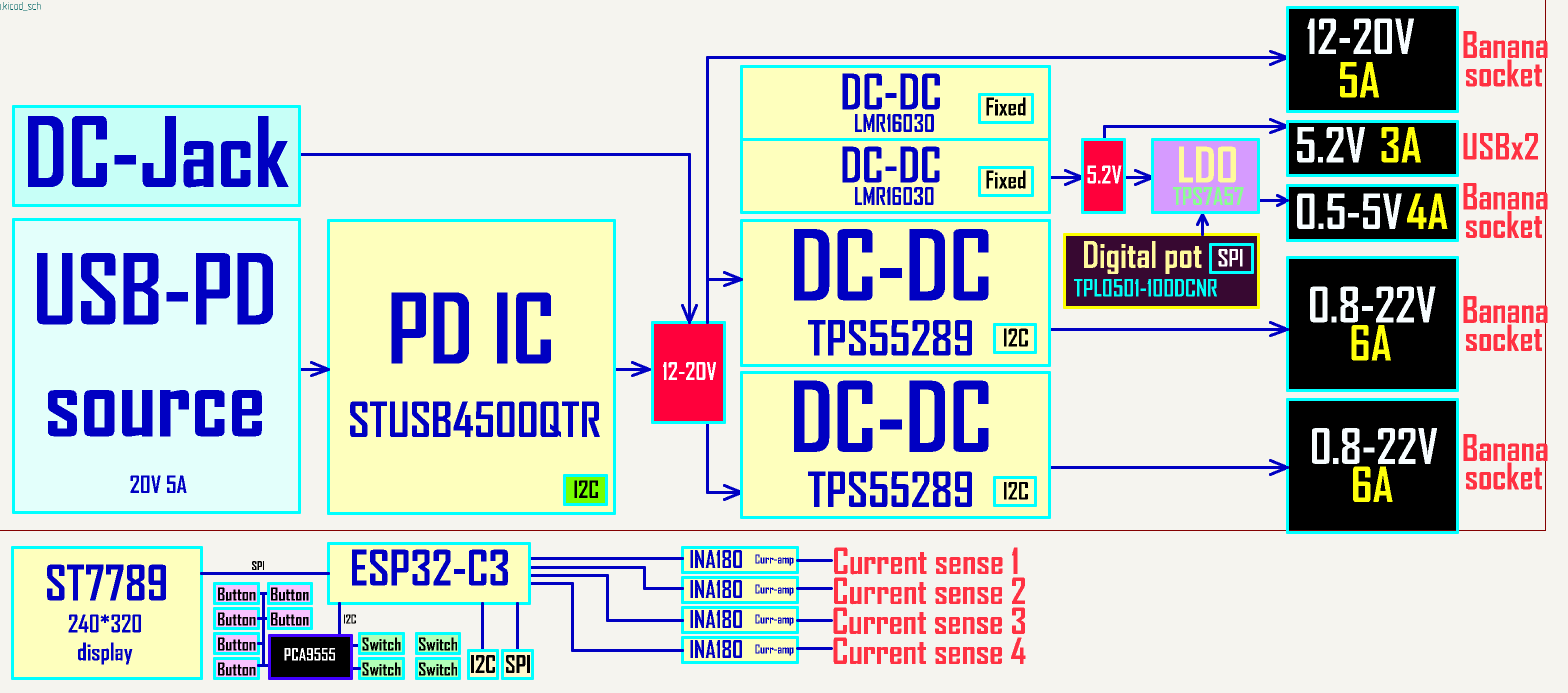 .kicad_sch
DC-Jack
USB-PD
source
20V 5A
PD IC
STUSB4500QTR
I2C
12-20V
DC-DC
LMR16030
Fixed
DC-DC
LMR16030
Fixed
DC-DC
TPS55289
I2C
DC-DC
TPS55289
I2C
5.2V
LDO
TPS7A57
Digital pot
SPI
TPL0501-100DCNR
12-20V
5A
Banana
socket
5.2V 3A
USBx2
0.5-5V 4A
Banana
socket
0.8-22V
6A
Banana
socket
0.8-22V
6A
Banana
socket
ST7789
240*320
display
SPI
ESP32-C3
Button
Button
Button
Button
Button
Button
I2C
PCA9555
Switch
Switch
Switch
Switch
I2C
SPI
INA180 Curr-amp
Current sense 1
INA180 Curr-amp
Current sense 2
INA180 Curr-amp
Current sense 3
INA180 Curr-amp
Current sense 4